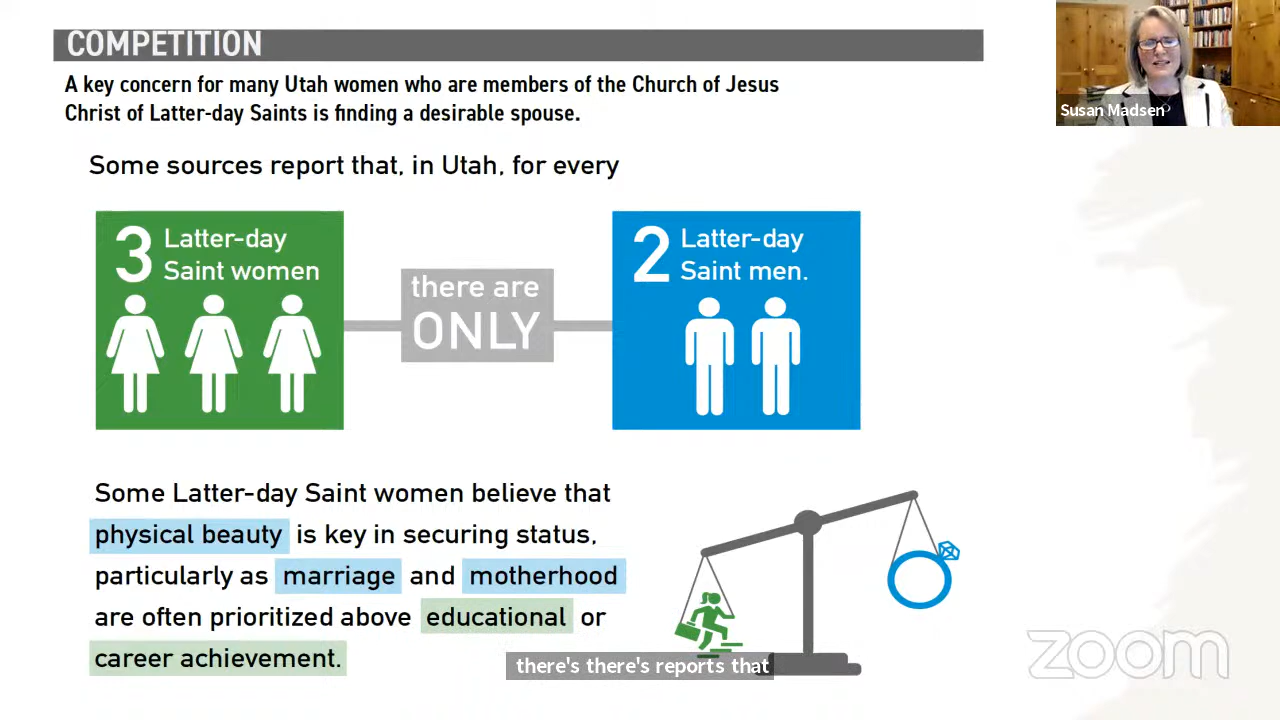 COMPETITION
A key concern for many Utah women who are members of the Church of Jesus
Christ of Latter-day Saints is finding a desirable spouse.
Susan Madsen
Some sources report that, in Utah, for every
3 Latter-day
Saint women
there are
ONLY
2 Latter-day
Saint men.
Some Latter-day Saint women believe that
physical beauty is key in securing status,
particularly as marriage and motherhood
are often prioritized above educational or
career achievement.
there's there's reports that
zoom